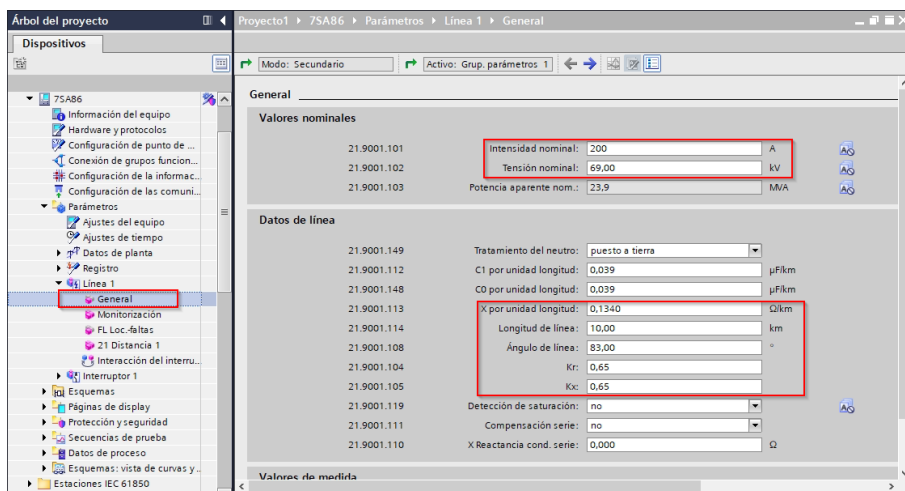 Árbol del proyecto
Proyecto1 ▸ 7SA86 ▸ Parámetros ▸ Línea 1 ▸ General
Dispositivos
Modo: Secundario
Activo: Grup. parámetros 1
7SA86
Información del equipo
Hardware y protocolos
Configuración de punto de ...
Conexión de grupos funcion...
Configuración de la informac..
Configuración de las comuni...
Parámetros
Ajustes del equipo
Ajustes de tiempo
Datos de planta
Registro
Línea 1
General
Monitorización
FL Loc.-faltas
21 Distancia 1
Interacción del interru...
Interruptor 1
Esquemas
Páginas de display
Protección y seguridad
Secuencias de prueba
Datos de proceso
Esquemas: vista de curvas y ..
Estaciones IEC 61850
General
Valores nominales
21.9001.101 Intensidad nominal: 200 A
21.9001.102 Tensión nominal: 69,00 kV
21.9001.103 Potencia aparente nom.: 23,9 MVA
Datos de línea
21.9001.149 Tratamiento del neutro: puesto a tierra
21.9001.112 C1 por unidad longitud: 0,039 µF/km
21.9001.148 C0 por unidad longitud: 0,039 µF/km
21.9001.113 X por unidad longitud: 0,1340 Ω/km
21.9001.114 Longitud de línea: 10,00 km
21.9001.108 Ángulo de línea: 83,00 °
21.9001.104 Kr: 0,65
21.9001.105 Kx: 0,65
21.9001.119 Detección de saturación: no
21.9001.111 Compensación serie: no
21.9001.110 X Reactancia cond. serie: 0,000 Ω
Valores de medida